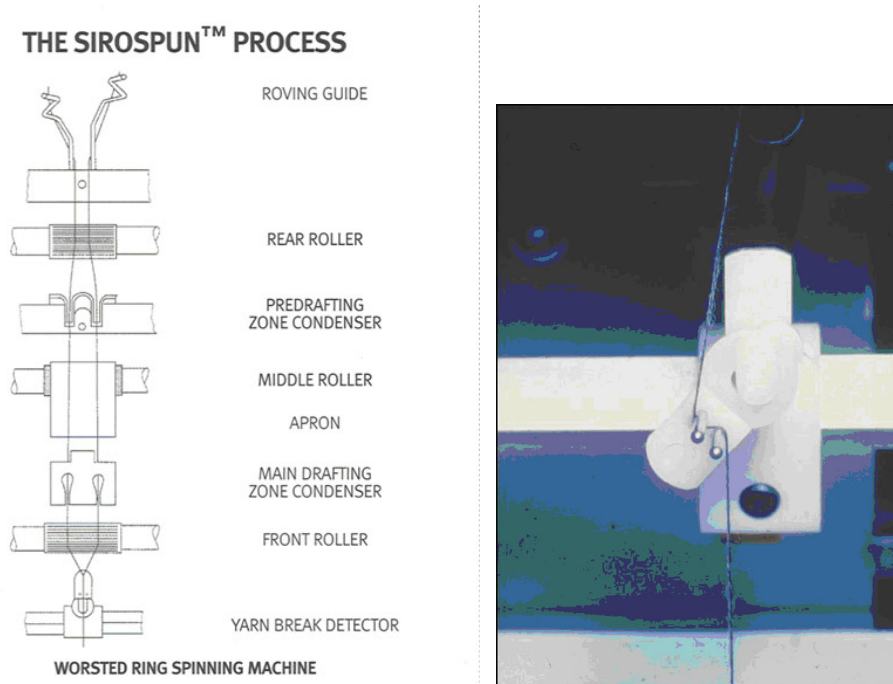 THE SIROSPUN™ PROCESS
ROVING GUIDE
REAR ROLLER
PREDRAFTING
ZONE CONDENSER
MIDDLE ROLLER
APRON
MAIN DRAFTING
ZONE CONDENSER
FRONT ROLLER
YARN BREAK DETECTOR
WORSTED RING SPINNING MACHINE